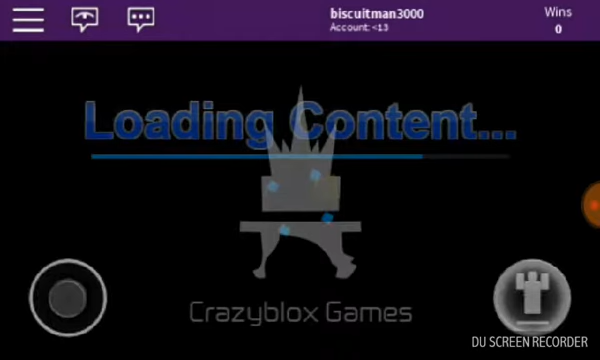 biscuitman3000
Wins
Account: <13
0
Loading Content...
Crazyblox Games
DU SCREEN RECORDER